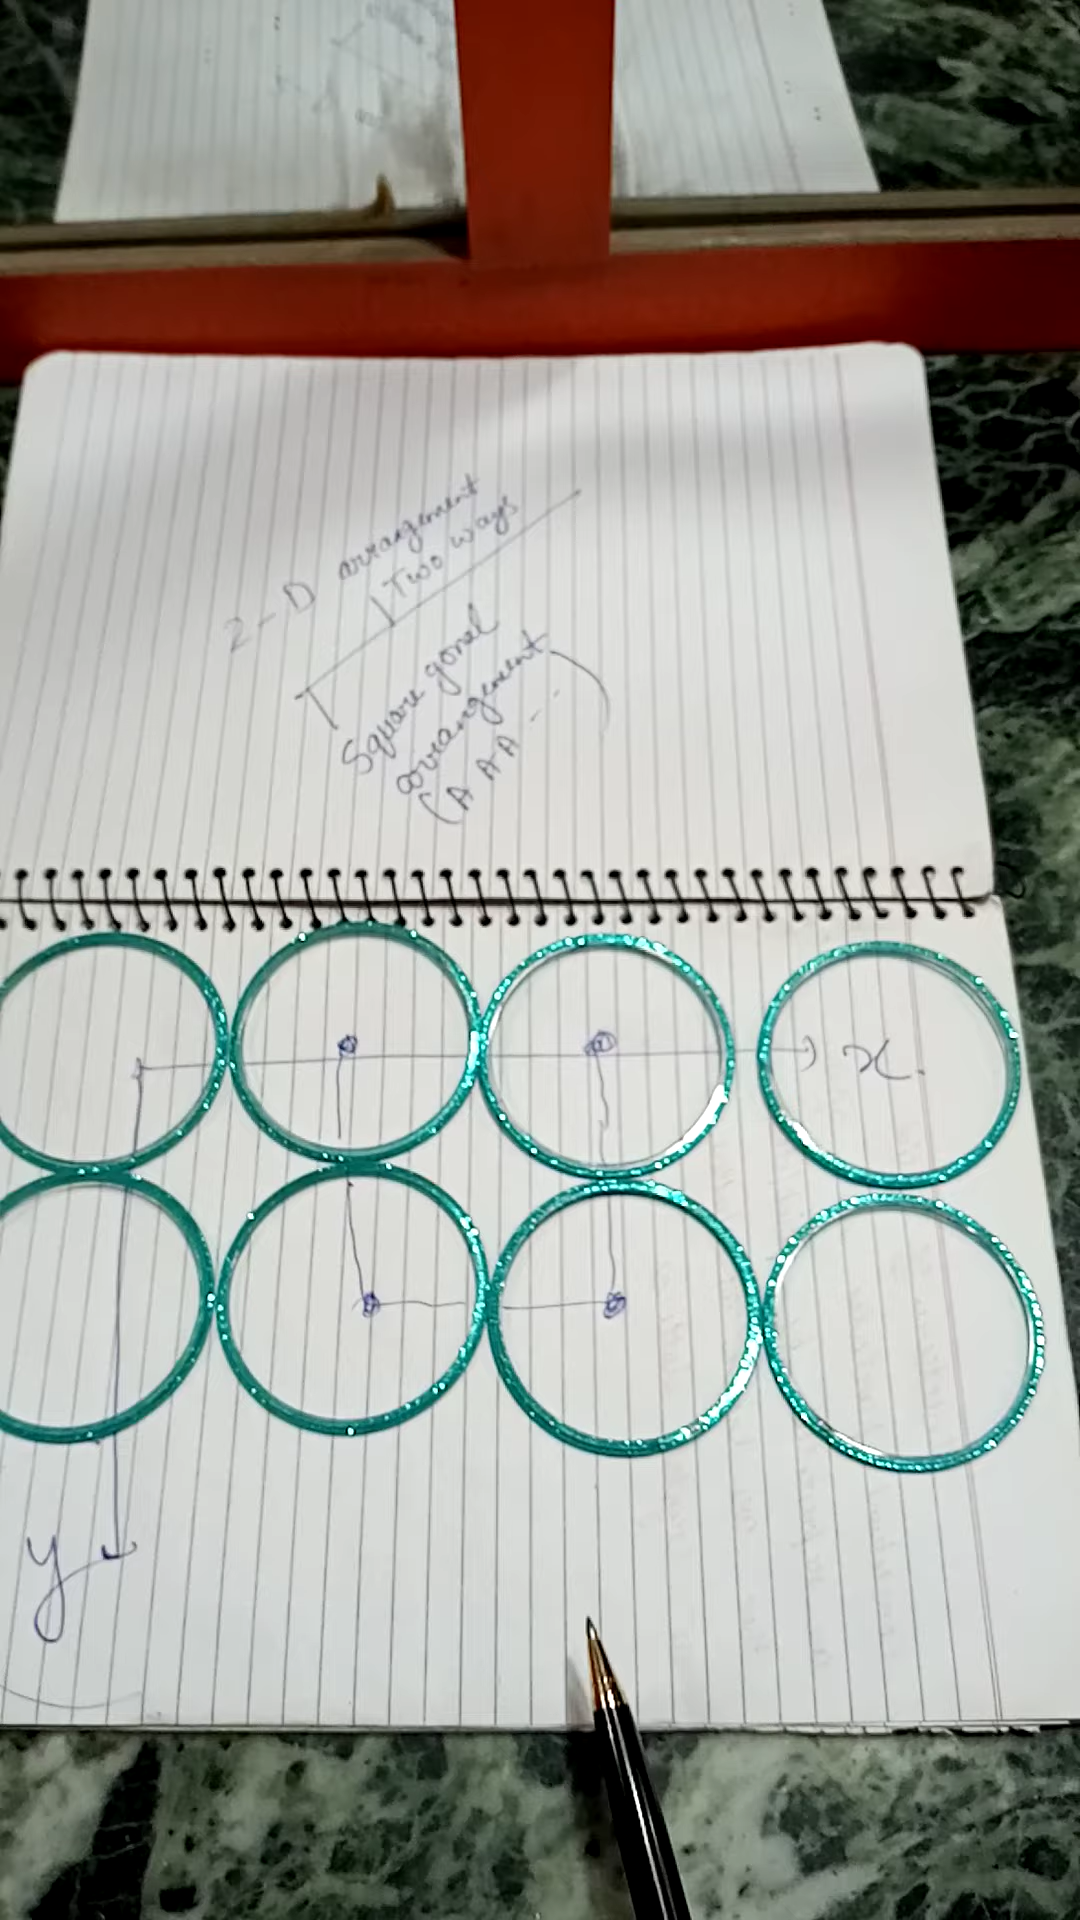 2-D arrangement
Two ways
Square gonal
arrangement
(A A A ...)
x
y